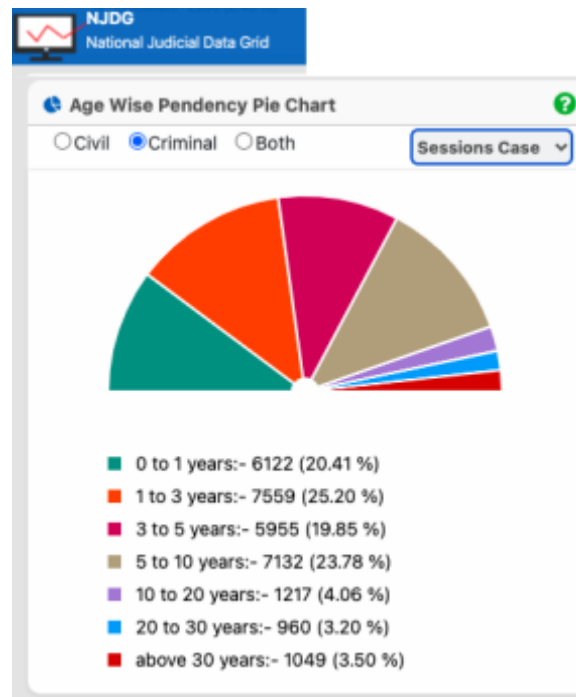 NJDG
National Judicial Data Grid
Age Wise Pendency Pie Chart
Civil Criminal Both Sessions Case
0 to 1 years:- 6122 (20.41 %)
1 to 3 years:- 7559 (25.20 %)
3 to 5 years:- 5955 (19.85 %)
5 to 10 years:- 7132 (23.78 %)
10 to 20 years:- 1217 (4.06 %)
20 to 30 years:- 960 (3.20 %)
above 30 years:- 1049 (3.50 %)